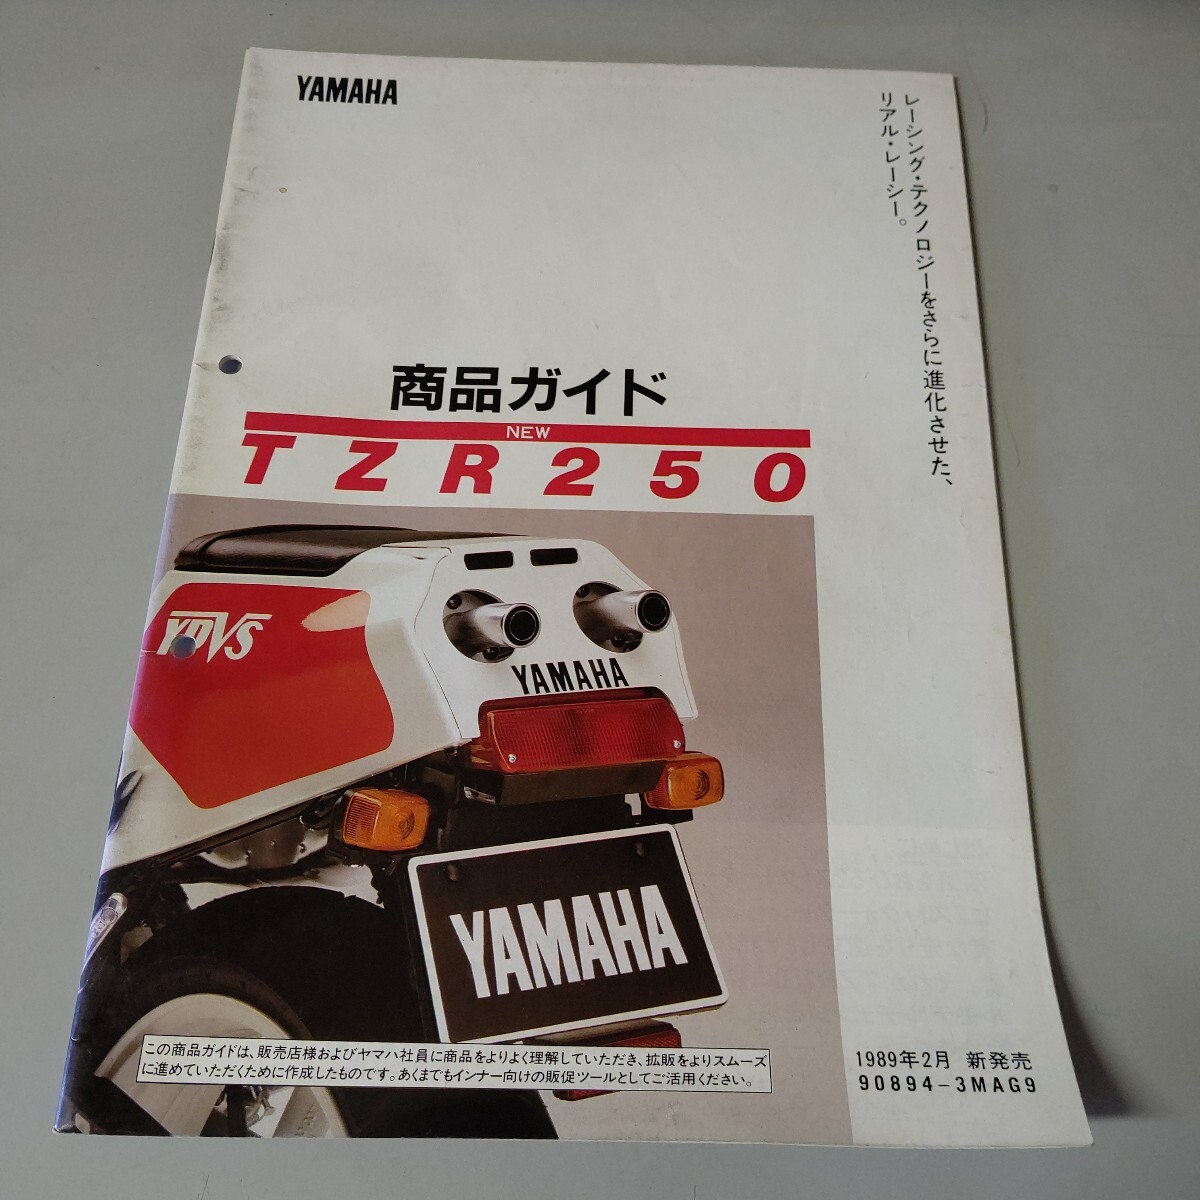 YAMAHA
レーシング・テクノロジーをさらに進化させた、
リアル・レーシー。
商品ガイド
NEW
TZR250
YPVS
YAMAHA
YAMAHA
この商品ガイドは、販売店様およびヤマハ社員に商品をよりよく理解していただき、拡販をよりスムーズ
に進めていただくために作成したものです。あくまでもインナー向けの販促ツールとしてご活用ください。
1989年2月 新発売
90894-3MAG9